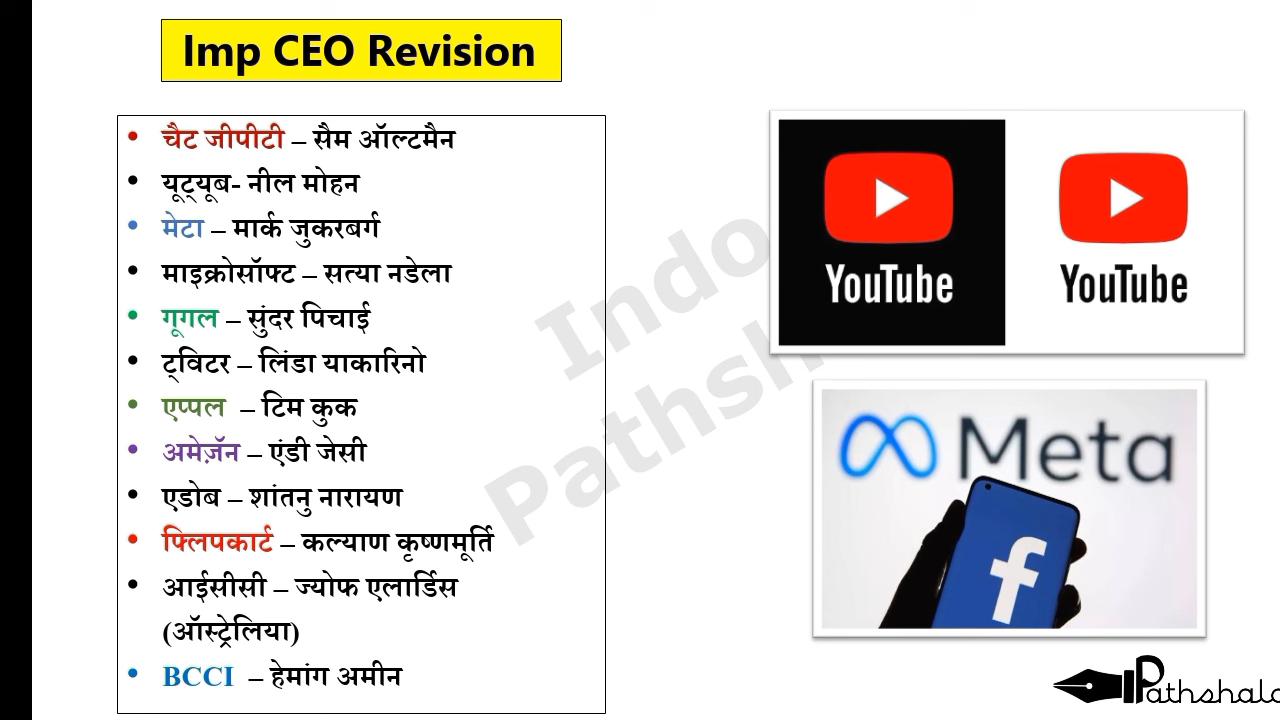 Imp CEO Revision
चैट जीपीटी – सैम ऑल्टमैन
यूट्यूब- नील मोहन
मेटा – मार्क जुकरबर्ग
माइक्रोसॉफ्ट – सत्या नडेला
गूगल – सुंदर पिचाई
ट्विटर – लिंडा याकारिनो
एप्पल – टिम कुक
अमेज़ॅन – एंडी जेसी
एडोब – शांतनु नारायण
फ्लिपकार्ट – कल्याण कृष्णमूर्ति
आईसीसी – ज्योफ एलार्डिस
(ऑस्ट्रेलिया)
BCCI – हेमांग अमीन
YouTube YouTube
Meta
f
Indo
Pathsh
Pathshala